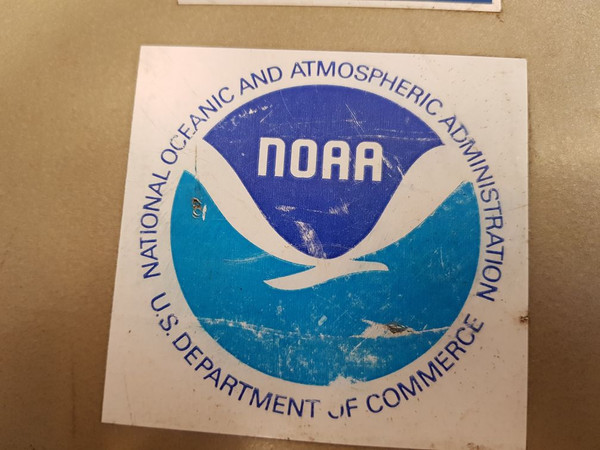 NATIONAL OCEANIC AND ATMOSPHERIC ADMINISTRATION
NOAA
U.S. DEPARTMENT OF COMMERCE